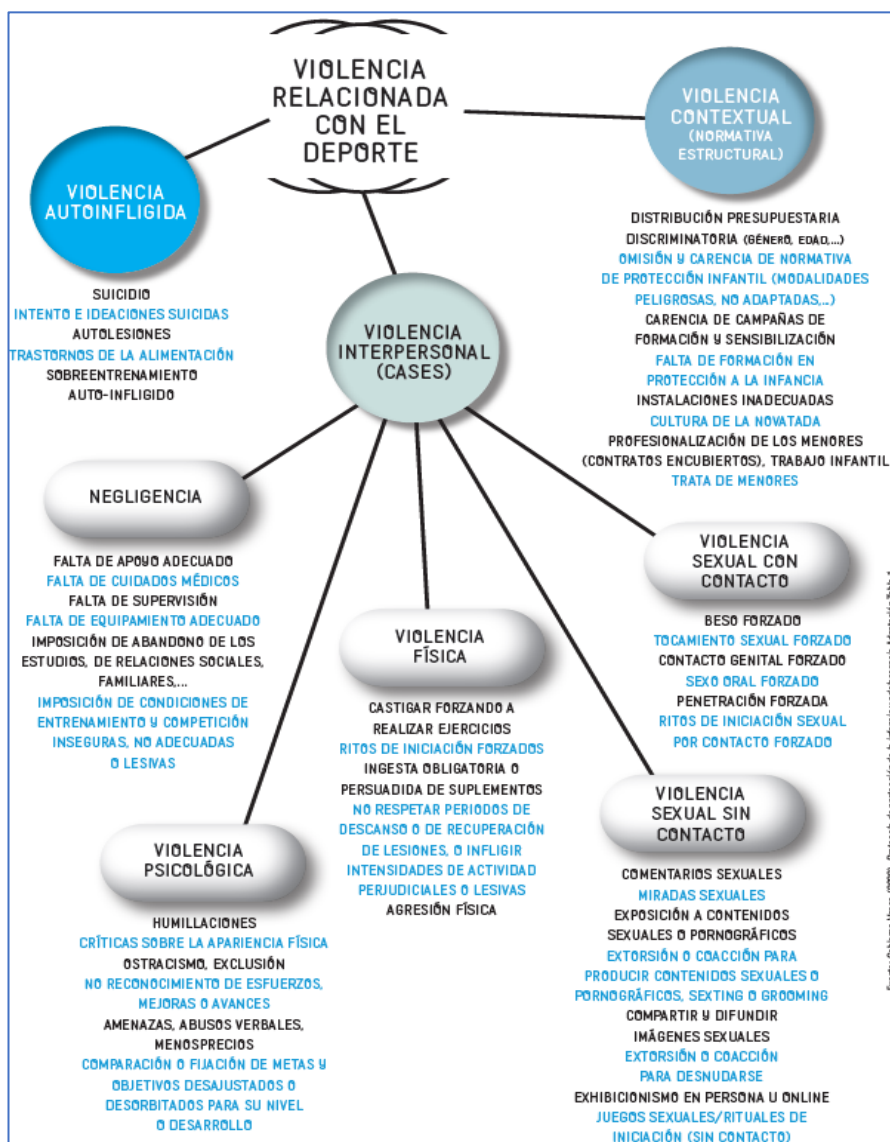 VIOLENCIA
RELACIONADA
CON EL
DEPORTE
VIOLENCIA
AUTOINFLIGIDA
SUICIDIO
INTENTO E IDEACIONES SUICIDAS
AUTOLESIONES
TRASTORNOS DE LA ALIMENTACIÓN
SOBREENTRENAMIENTO
AUTO-INFLIGIDO
VIOLENCIA
CONTEXTUAL
(NORMATIVA
ESTRUCTURAL)
DISTRIBUCIÓN PRESUPUESTARIA
DISCRIMINATORIA (GÉNERO, EDAD,...)
OMISIÓN Y CARENCIA DE NORMATIVA
DE PROTECCIÓN INFANTIL (MODALIDADES
PELIGROSAS, NO ADAPTADAS,...)
CARENCIA DE CAMPAÑAS DE
FORMACIÓN Y SENSIBILIZACIÓN
FALTA DE FORMACIÓN EN
PROTECCIÓN A LA INFANCIA
INSTALACIONES INADECUADAS
CULTURA DE LA NOVATADA
PROFESIONALIZACIÓN DE LOS MENORES
(CONTRATOS ENCUBIERTOS), TRABAJO INFANTIL
TRATA DE MENORES
VIOLENCIA
INTERPERSONAL
(CASES)
NEGLIGENCIA
FALTA DE APOYO ADECUADO
FALTA DE CUIDADOS MÉDICOS
FALTA DE SUPERVISIÓN
FALTA DE EQUIPAMIENTO ADECUADO
IMPOSICIÓN DE ABANDONO DE LOS
ESTUDIOS, DE RELACIONES SOCIALES,
FAMILIARES,...
IMPOSICIÓN DE CONDICIONES DE
ENTRENAMIENTO Y COMPETICIÓN
INSEGURAS, NO ADECUADAS
O LESIVAS
VIOLENCIA
PSICOLÓGICA
HUMILLACIONES
CRÍTICAS SOBRE LA APARIENCIA FÍSICA
OSTRACISMO, EXCLUSIÓN
NO RECONOCIMIENTO DE ESFUERZOS,
MEJORAS O AVANCES
AMENAZAS, ABUSOS VERBALES,
MENOSPRECIOS
COMPARACIÓN O FIJACIÓN DE METAS Y
OBJETIVOS DESAJUSTADOS O
DESORBITADOS PARA SU NIVEL
O DESARROLLO
VIOLENCIA
FÍSICA
CASTIGAR FORZANDO A
REALIZAR EJERCICIOS
RITOS DE INICIACIÓN FORZADOS
INGESTA OBLIGATORIA O
PERSUADIDA DE SUPLEMENTOS
NO RESPETAR PERIODOS DE
DESCANSO O DE RECUPERACIÓN
DE LESIONES, O INFLIGIR
INTENSIDADES DE ACTIVIDAD
PERJUDICIALES O LESIVAS
AGRESIÓN FÍSICA
VIOLENCIA
SEXUAL CON
CONTACTO
BESO FORZADO
TOCAMIENTO SEXUAL FORZADO
CONTACTO GENITAL FORZADO
SEXO ORAL FORZADO
PENETRACIÓN FORZADA
RITOS DE INICIACIÓN SEXUAL
POR CONTACTO FORZADO
VIOLENCIA
SEXUAL SIN
CONTACTO
COMENTARIOS SEXUALES
MIRADAS SEXUALES
EXPOSICIÓN A CONTENIDOS
SEXUALES O PORNOGRÁFICOS
EXTORSIÓN O COACCIÓN PARA
PRODUCIR CONTENIDOS SEXUALES O
PORNOGRÁFICOS, SEXTING O GROOMING
COMPARTIR Y DIFUNDIR
IMÁGENES SEXUALES
EXTORSIÓN O COACCIÓN
PARA DESNUDARSE
EXHIBICIONISMO EN PERSONA U ONLINE
JUEGOS SEXUALES/RITUALES DE
INICIACIÓN (SIN CONTACTO)